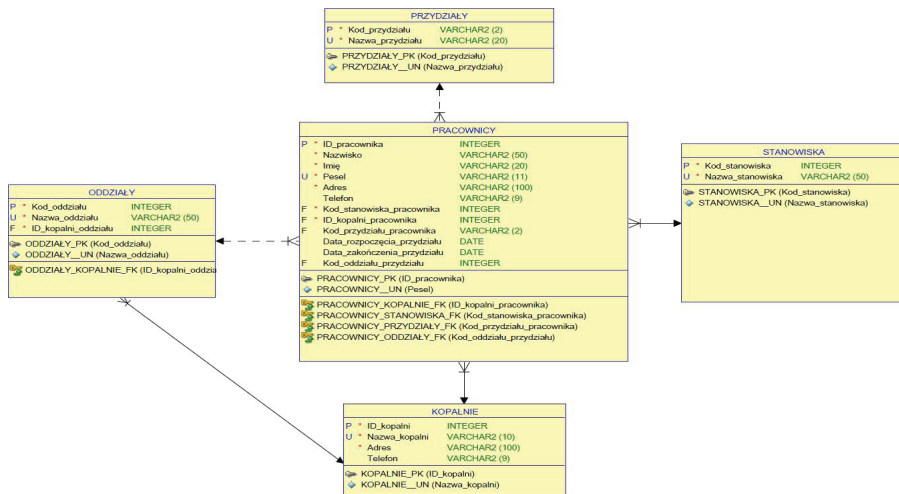 PRZYDZIAŁY
P * Kod_przydziału VARCHAR2 (2)
U * Nazwa_przydziału VARCHAR2 (20)
PRZYDZIAŁY_PK (Kod_przydziału)
PRZYDZIAŁY__UN (Nazwa_przydziału)
PRACOWNICY
P * ID_pracownika INTEGER
* Nazwisko VARCHAR2 (50)
* Imię VARCHAR2 (20)
U * Pesel VARCHAR2 (11)
* Adres VARCHAR2 (100)
Telefon VARCHAR2 (9)
F * Kod_stanowiska_pracownika INTEGER
F * ID_kopalni_pracownika INTEGER
F Kod_przydziału_pracownika VARCHAR2 (2)
Data_rozpoczęcia_przydziału DATE
Data_zakończenia_przydziału DATE
F Kod_oddziału_przydziału INTEGER
PRACOWNICY_PK (ID_pracownika)
PRACOWNICY__UN (Pesel)
PRACOWNICY_KOPALNIE_FK (ID_kopalni_pracownika)
PRACOWNICY_STANOWISKA_FK (Kod_stanowiska_pracownika)
PRACOWNICY_PRZYDZIAŁY_FK (Kod_przydziału_pracownika)
PRACOWNICY_ODDZIAŁY_FK (Kod_oddziału_przydziału)
STANOWISKA
P * Kod_stanowiska INTEGER
U * Nazwa_stanowiska VARCHAR2 (50)
STANOWISKA_PK (Kod_stanowiska)
STANOWISKA__UN (Nazwa_stanowiska)
ODDZIAŁY
P * Kod_oddziału INTEGER
U * Nazwa_oddziału VARCHAR2 (50)
F * ID_kopalni_oddziału INTEGER
ODDZIAŁY_PK (Kod_oddziału)
ODDZIAŁY__UN (Nazwa_oddziału)
ODDZIAŁY_KOPALNIE_FK (ID_kopalni_oddzia
KOPALNIE
P * ID_kopalni INTEGER
U * Nazwa_kopalni VARCHAR2 (10)
* Adres VARCHAR2 (100)
Telefon VARCHAR2 (9)
KOPALNIE_PK (ID_kopalni)
KOPALNIE__UN (Nazwa_kopalni)